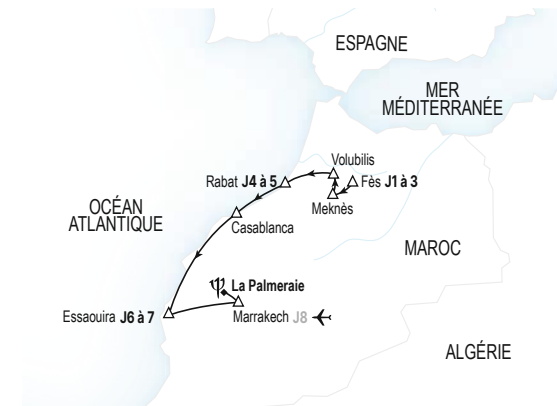 ESPAGNE
MER
MÉDITERRANÉE
Volubilis
Rabat J4 à 5
Fès J1 à 3
Meknès
OCÉAN
ATLANTIQUE
Casablanca
MAROC
La Palmeraie
Essaouira J6 à 7
Marrakech J8
ALGÉRIE